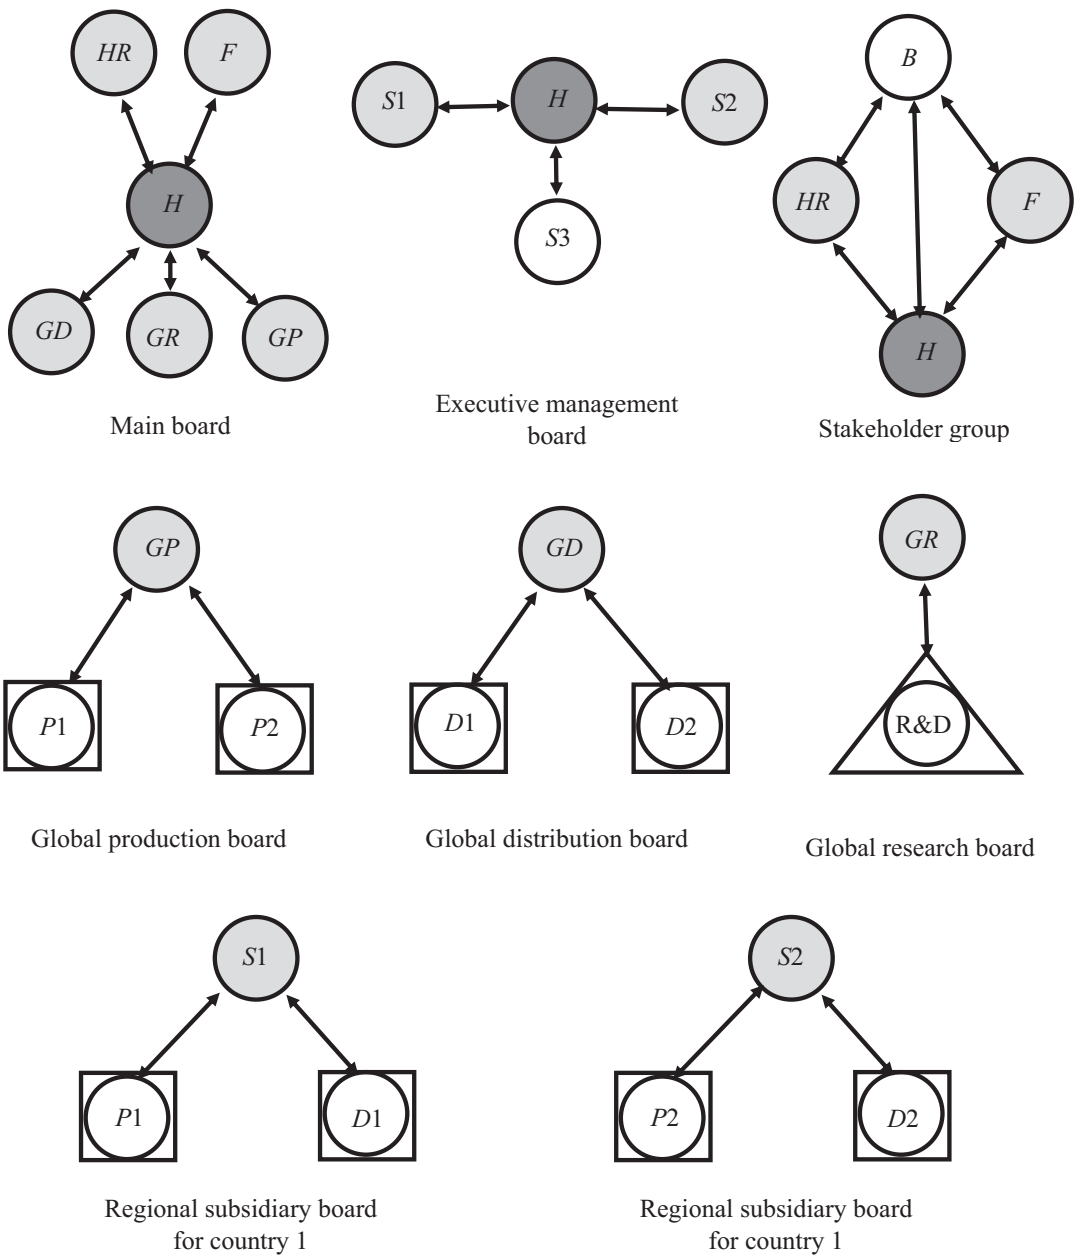 HR
F
H
GD
GR
GP
Main board
S1
H
S2
S3
Executive management
board
B
HR
F
H
Stakeholder group
GP
P1
P2
Global production board
GD
D1
D2
Global distribution board
GR
R&D
Global research board
S1
P1
D1
Regional subsidiary board
for country 1
S2
P2
D2
Regional subsidiary board
for country 1